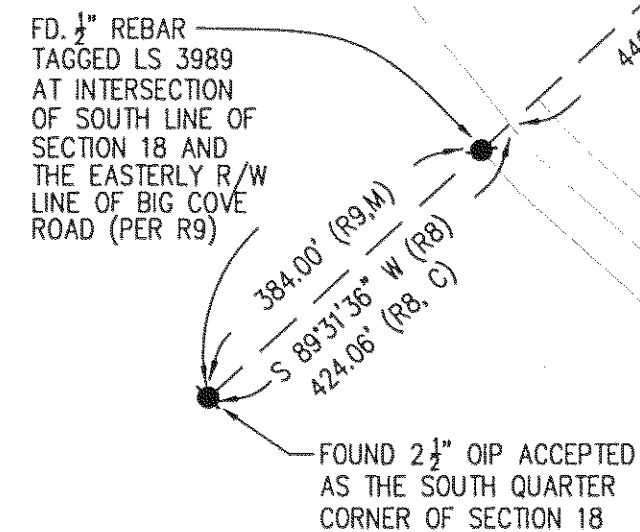 FD. ½" REBAR
TAGGED LS 3989
AT INTERSECTION
OF SOUTH LINE OF
SECTION 18 AND
THE EASTERLY R/W
LINE OF BIG COVE
ROAD (PER R9)
384.00' (R9,M)
S 89°31'36" W (R8)
424.06' (R8, C)
FOUND 2½" OIP ACCEPTED
AS THE SOUTH QUARTER
CORNER OF SECTION 18